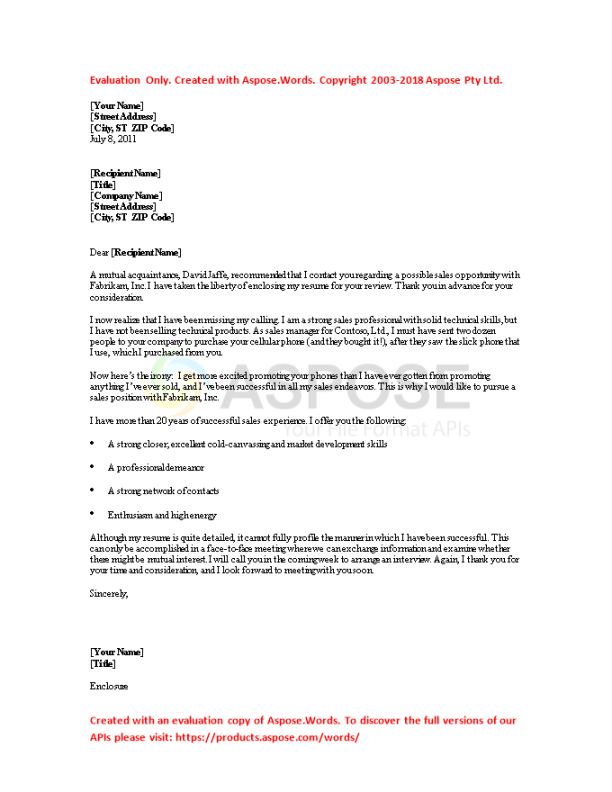 Evaluation Only. Created with Aspose.Words. Copyright 2003-2018 Aspose Pty Ltd.
[Your Name]
[Street Address]
[City, ST ZIP Code]
July 8, 2011
[Recipient Name]
[Title]
[Company Name]
[Street Address]
[City, ST ZIP Code]
Dear [Recipient Name]
A mutual acquaintance, David Jaffe, recommended that I contact you regarding a possible sales opportunity with
Fabrikam, Inc. I have taken the liberty of enclosing my resume for your review. Thank you in advance for your
consideration.
I now realize that I have been missing my calling. I am a strong sales professional with solid technical skills, but
I have not been selling technical products. As sales manager for Contoso, Ltd., I must have sent two dozen
people to your company to purchase your cellular phone (and they bought it!), after they saw the slick phone that
I use, which I purchased from you.
Now here's the irony: I get more excited promoting your phones than I have ever gotten from promoting
anything I've ever sold, and I've been successful in all my sales endeavors. This is why I would like to pursue a
sales position with Fabrikam, Inc.
ASPOSE
I have more than 20 years of successful sales experience. I offer you the following:
Your File Format APIs
• A strong closer, excellent cold-canvassing and market development skills
• A professional demeanor
• A strong network of contacts
• Enthusiasm and high energy
Although my resume is quite detailed, it cannot fully profile the manner in which I have been successful. This
can only be accomplished in a face-to-face meeting where we can exchange information and examine whether
there might be mutual interest. I will call you in the coming week to arrange an interview. Again, I thank you for
your time and consideration, and I look forward to meeting with you soon.
Sincerely,
[Your Name]
[Title]
Enclosure
Created with an evaluation copy of Aspose.Words. To discover the full versions of our
APIs please visit: https://products.aspose.com/words/